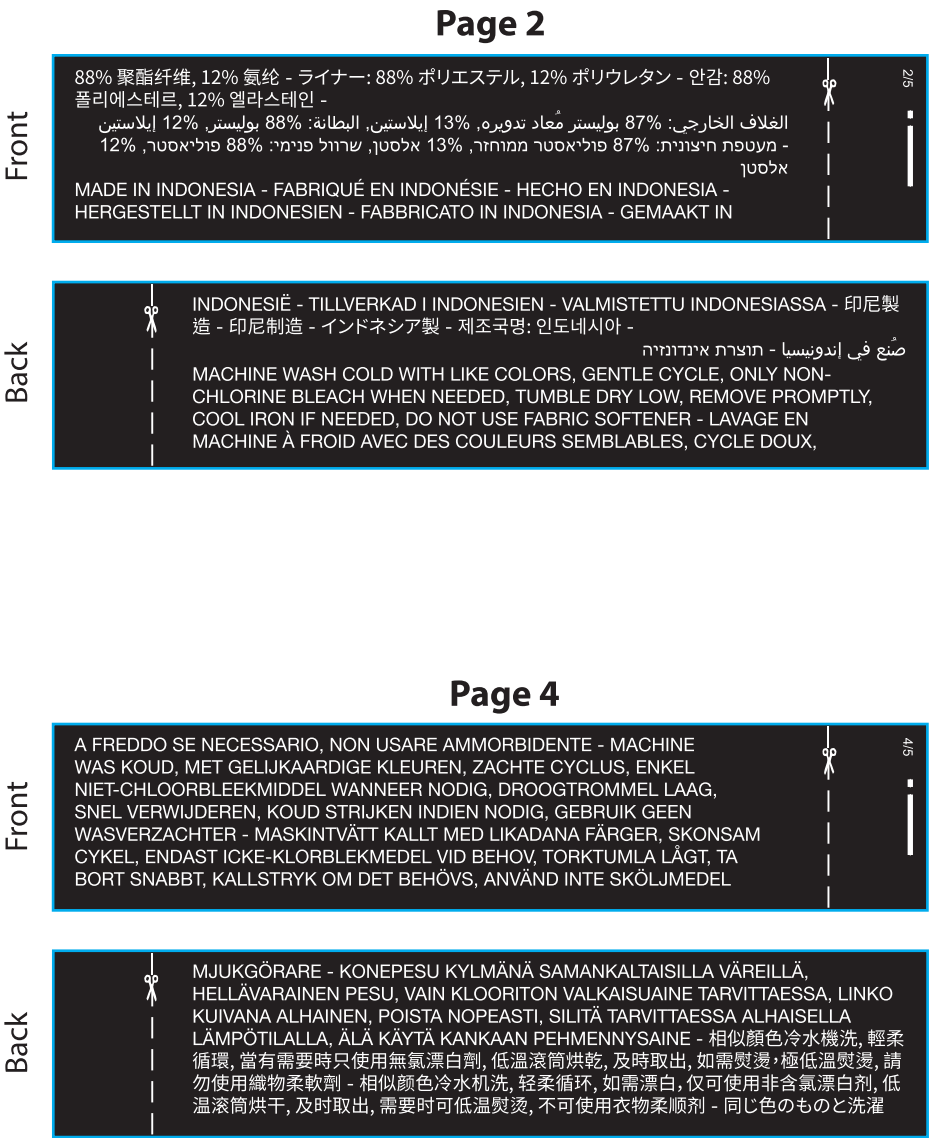 Page 2
Front
88% 聚酯纤维, 12% 氨纶 - ライナー: 88% ポリエステル, 12% ポリウレタン - 안감: 88%
폴리에스테르, 12% 엘라스테인 -
الغلاف الخارجي: 87% بوليستر مُعاد تدويره, 13% إيلاستين, البطانة: 88% بوليستر, 12% إيلاستين
- מעטפת חיצונית: 87% פוליאסטר ממוחזר, 13% אלסטן, שרוול פנימי: 88% פוליאסטר, 12%
אלסטן
MADE IN INDONESIA - FABRIQUÉ EN INDONÉSIE - HECHO EN INDONESIA -
HERGESTELLT IN INDONESIEN - FABBRICATO IN INDONESIA - GEMAAKT IN
2/5
Back
INDONESIË - TILLVERKAD I INDONESIEN - VALMISTETTU INDONESIASSA - 印尼製
造 - 印尼制造 - インドネシア製 - 제조국명: 인도네시아 -
صُنع في إندونيسيا - תוצרת אינדונזיה
MACHINE WASH COLD WITH LIKE COLORS, GENTLE CYCLE, ONLY NON-
CHLORINE BLEACH WHEN NEEDED, TUMBLE DRY LOW, REMOVE PROMPTLY,
COOL IRON IF NEEDED, DO NOT USE FABRIC SOFTENER - LAVAGE EN
MACHINE À FROID AVEC DES COULEURS SEMBLABLES, CYCLE DOUX,
Page 4
Front
A FREDDO SE NECESSARIO, NON USARE AMMORBIDENTE - MACHINE
WAS KOUD, MET GELIJKAARDIGE KLEUREN, ZACHTE CYCLUS, ENKEL
NIET-CHLOORBLEEKMIDDEL WANNEER NODIG, DROOGTROMMEL LAAG,
SNEL VERWIJDEREN, KOUD STRIJKEN INDIEN NODIG, GEBRUIK GEEN
WASVERZACHTER - MASKINTVÄTT KALLT MED LIKADANA FÄRGER, SKONSAM
CYKEL, ENDAST ICKE-KLORBLEKMEDEL VID BEHOV, TORKTUMLA LÅGT, TA
BORT SNABBT, KALLSTRYK OM DET BEHÖVS, ANVÄND INTE SKÖLJMEDEL
4/5
Back
MJUKGÖRARE - KONEPESU KYLMÄNÄ SAMANKALTAISILLA VÄREILLÄ,
HELLÄVARAINEN PESU, VAIN KLOORITON VALKAISUAINE TARVITTAESSA, LINKO
KUIVANA ALHAINEN, POISTA NOPEASTI, SILITÄ TARVITTAESSA ALHAISELLA
LÄMPÖTILALLA, ÄLÄ KÄYTÄ KANKAAN PEHMENNYSAINE - 相似顏色冷水機洗, 輕柔
循環, 當有需要時只使用無氯漂白劑, 低溫滾筒烘乾, 及時取出, 如需熨燙，極低溫熨燙, 請
勿使用織物柔軟劑 - 相似颜色冷水机洗, 轻柔循环, 如需漂白, 仅可使用非含氯漂白剂, 低
温滚筒烘干, 及时取出, 需要时可低温熨烫, 不可使用衣物柔顺剂 - 同じ色のものと洗濯